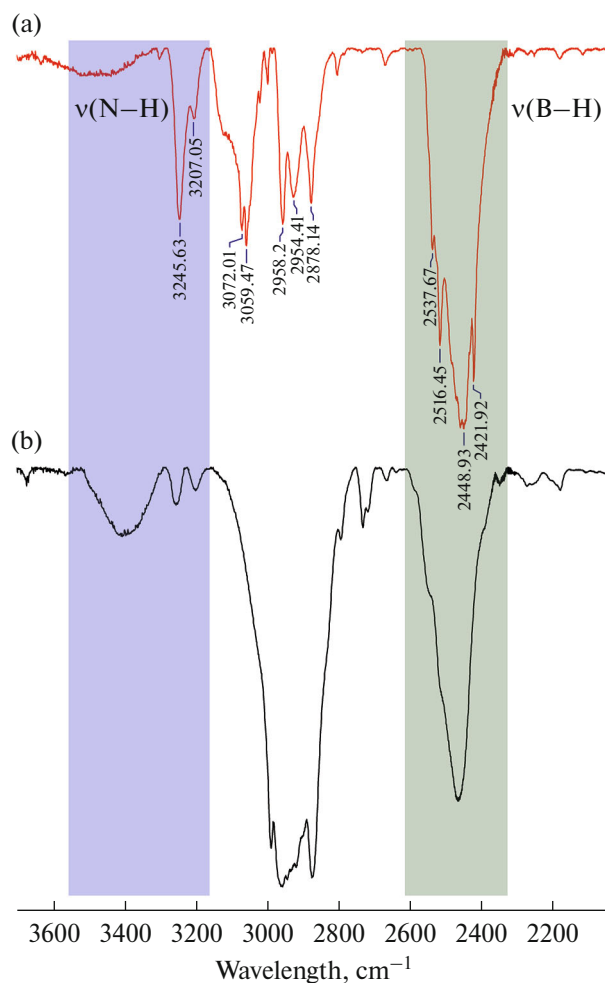 (a)
ν(N–H)
ν(B–H)
3245.63
3207.05
3072.01
3059.47
2958.2
2954.41
2878.14
2537.67
2516.45
2448.93
2421.92
(b)
3600 3400 3200 3000 2800 2600 2400 2200
Wavelength, cm⁻¹